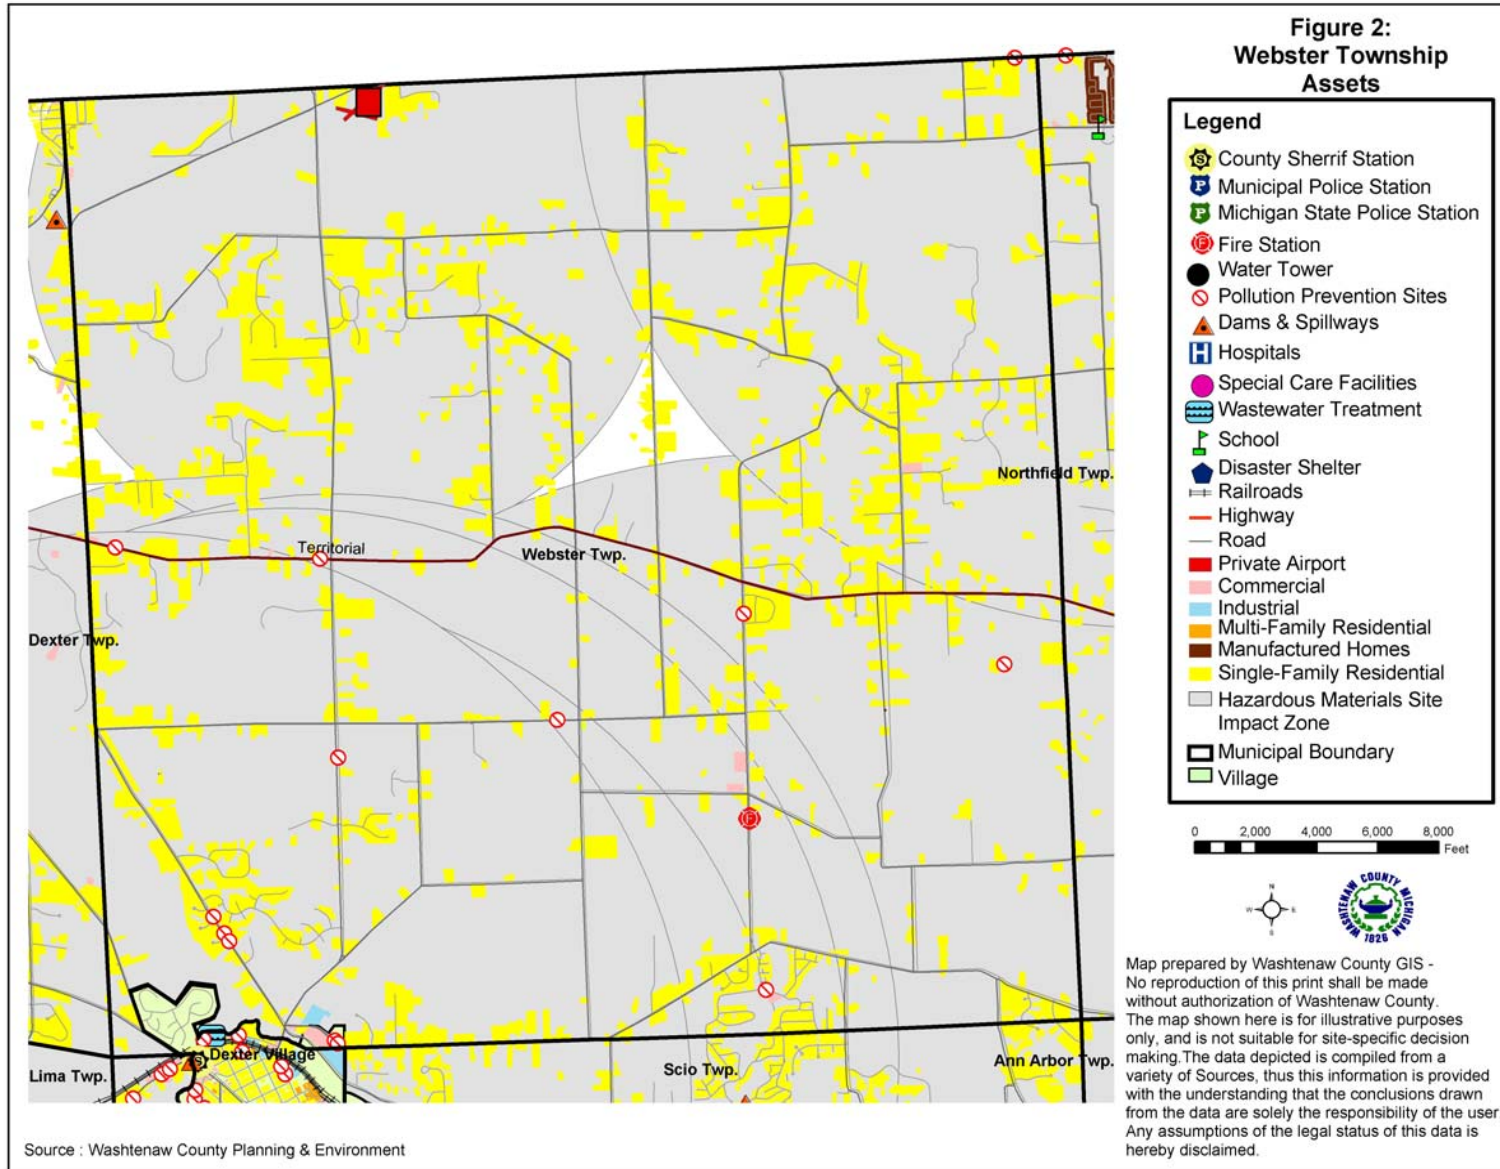 Figure 2:
Webster Township
Assets
Legend
County Sherrif Station
Municipal Police Station
Michigan State Police Station
Fire Station
Water Tower
Pollution Prevention Sites
Dams & Spillways
Hospitals
Special Care Facilities
Wastewater Treatment
School
Disaster Shelter
Railroads
Highway
Road
Private Airport
Commercial
Industrial
Multi-Family Residential
Manufactured Homes
Single-Family Residential
Hazardous Materials Site
Impact Zone
Municipal Boundary
Village
0 2,000 4,000 6,000 8,000
Feet
N
W E
S
WASHTENAW COUNTY MICHIGAN
1826
Map prepared by Washtenaw County GIS -
No reproduction of this print shall be made
without authorization of Washtenaw County.
The map shown here is for illustrative purposes
only, and is not suitable for site-specific decision
making.The data depicted is compiled from a
variety of Sources, thus this information is provided
with the understanding that the conclusions drawn
from the data are solely the responsibility of the user
Any assumptions of the legal status of this data is
hereby disclaimed.
Northfield Twp.
Territorial
Webster Twp.
Dexter Twp.
F
Dexter Village
Lima Twp.
Scio Twp.
Ann Arbor Twp.
Source : Washtenaw County Planning & Environment